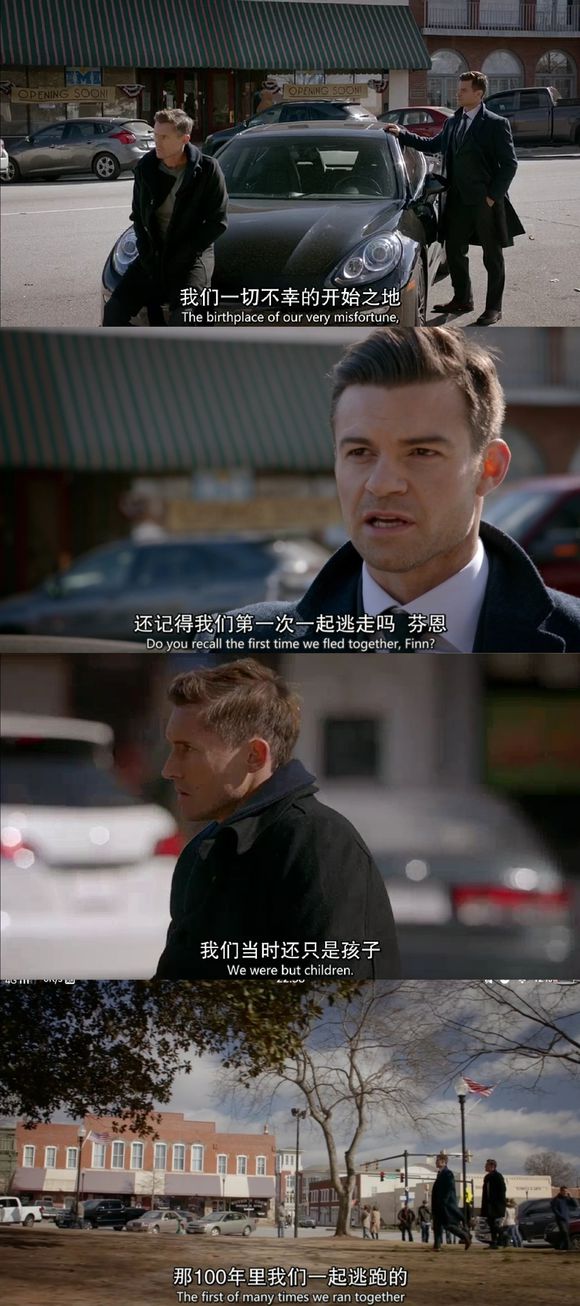 OPENING SOON!
OPENING SOON!
我们一切不幸的开始之地
The birthplace of our very misfortune,
还记得我们第一次一起逃走吗 芬恩
Do you recall the first time we fled together, Finn?
我们当时还只是孩子
We were but children.
那100年里我们一起逃跑的
The first of many times we ran together